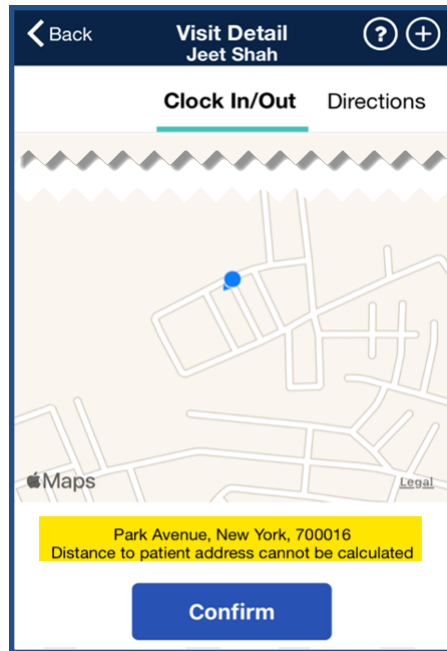 Back
Visit Detail
Jeet Shah
?
+
Clock In/Out
Directions
Maps
Legal
Park Avenue, New York, 700016
Distance to patient address cannot be calculated
Confirm